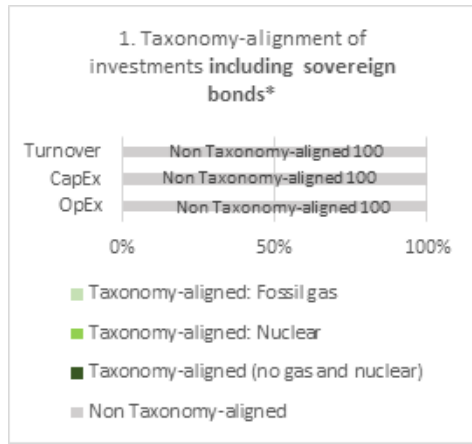 1. Taxonomy-alignment of
investments including sovereign
bonds*
Turnover
Non Taxonomy-aligned 100
CapEx
Non Taxonomy-aligned 100
OpEx
Non Taxonomy-aligned 100
0% 50% 100%
Taxonomy-aligned: Fossil gas
Taxonomy-aligned: Nuclear
Taxonomy-aligned (no gas and nuclear)
Non Taxonomy-aligned